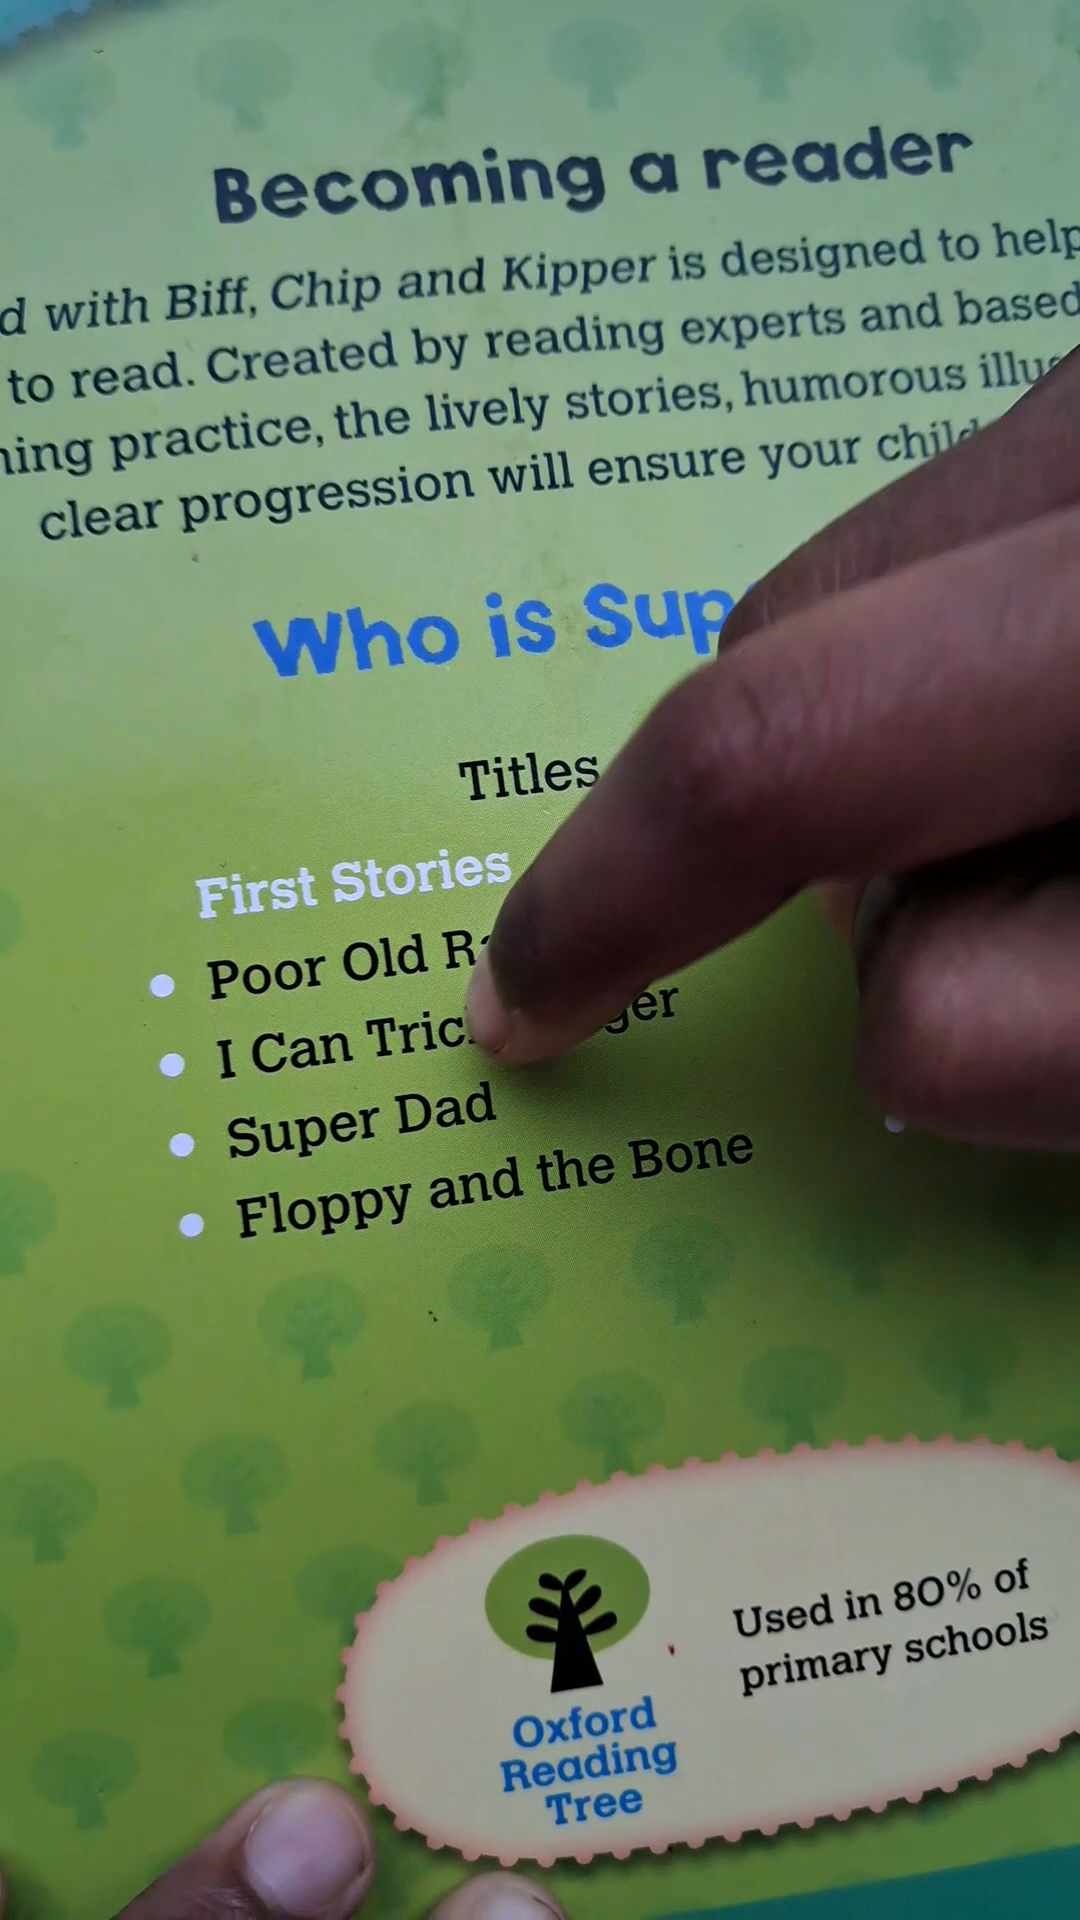 Becoming a reader
with Biff, Chip and Kipper is designed to help
to read. Created by reading experts and based
practice, the lively stories, humorous
clear progression will ensure your
Who is
Titles
First Stories
Poor Old
I Can
Super Dad
Floppy and the Bone
Used in 80% of
primary schools
Oxford
Reading
Tree